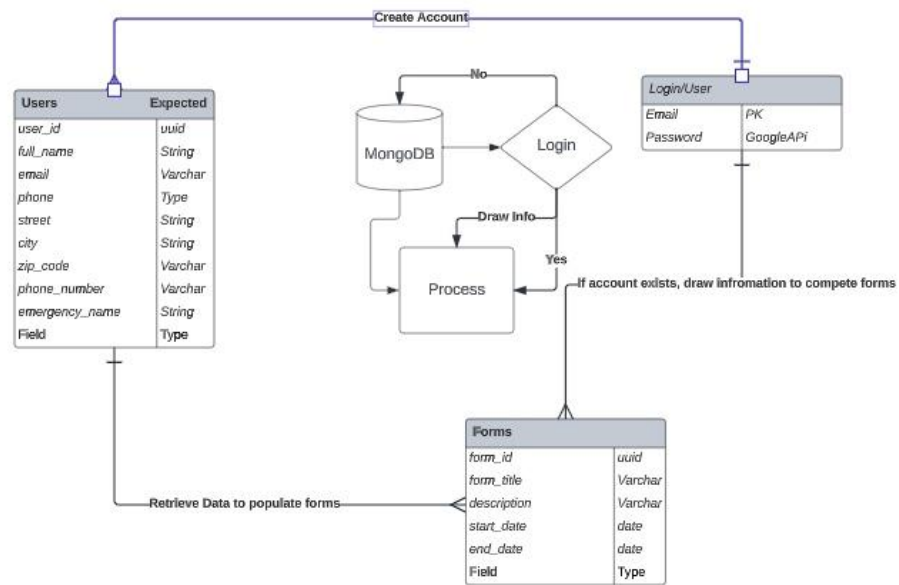 Create Account
Users Expected
user_id uuid
full_name String
email Varchar
phone Type
street String
city String
zip_code Varchar
phone_number Varchar
emergency_name String
Field Type
No
MongoDB
Login
Draw Info
Yes
Process
Login/User
Email PK
Password GoogleAPi
If account exists, draw infromation to compete forms
Retrieve Data to populate forms
Forms
form_id uuid
form_title Varchar
description Varchar
start_date date
end_date date
Field Type